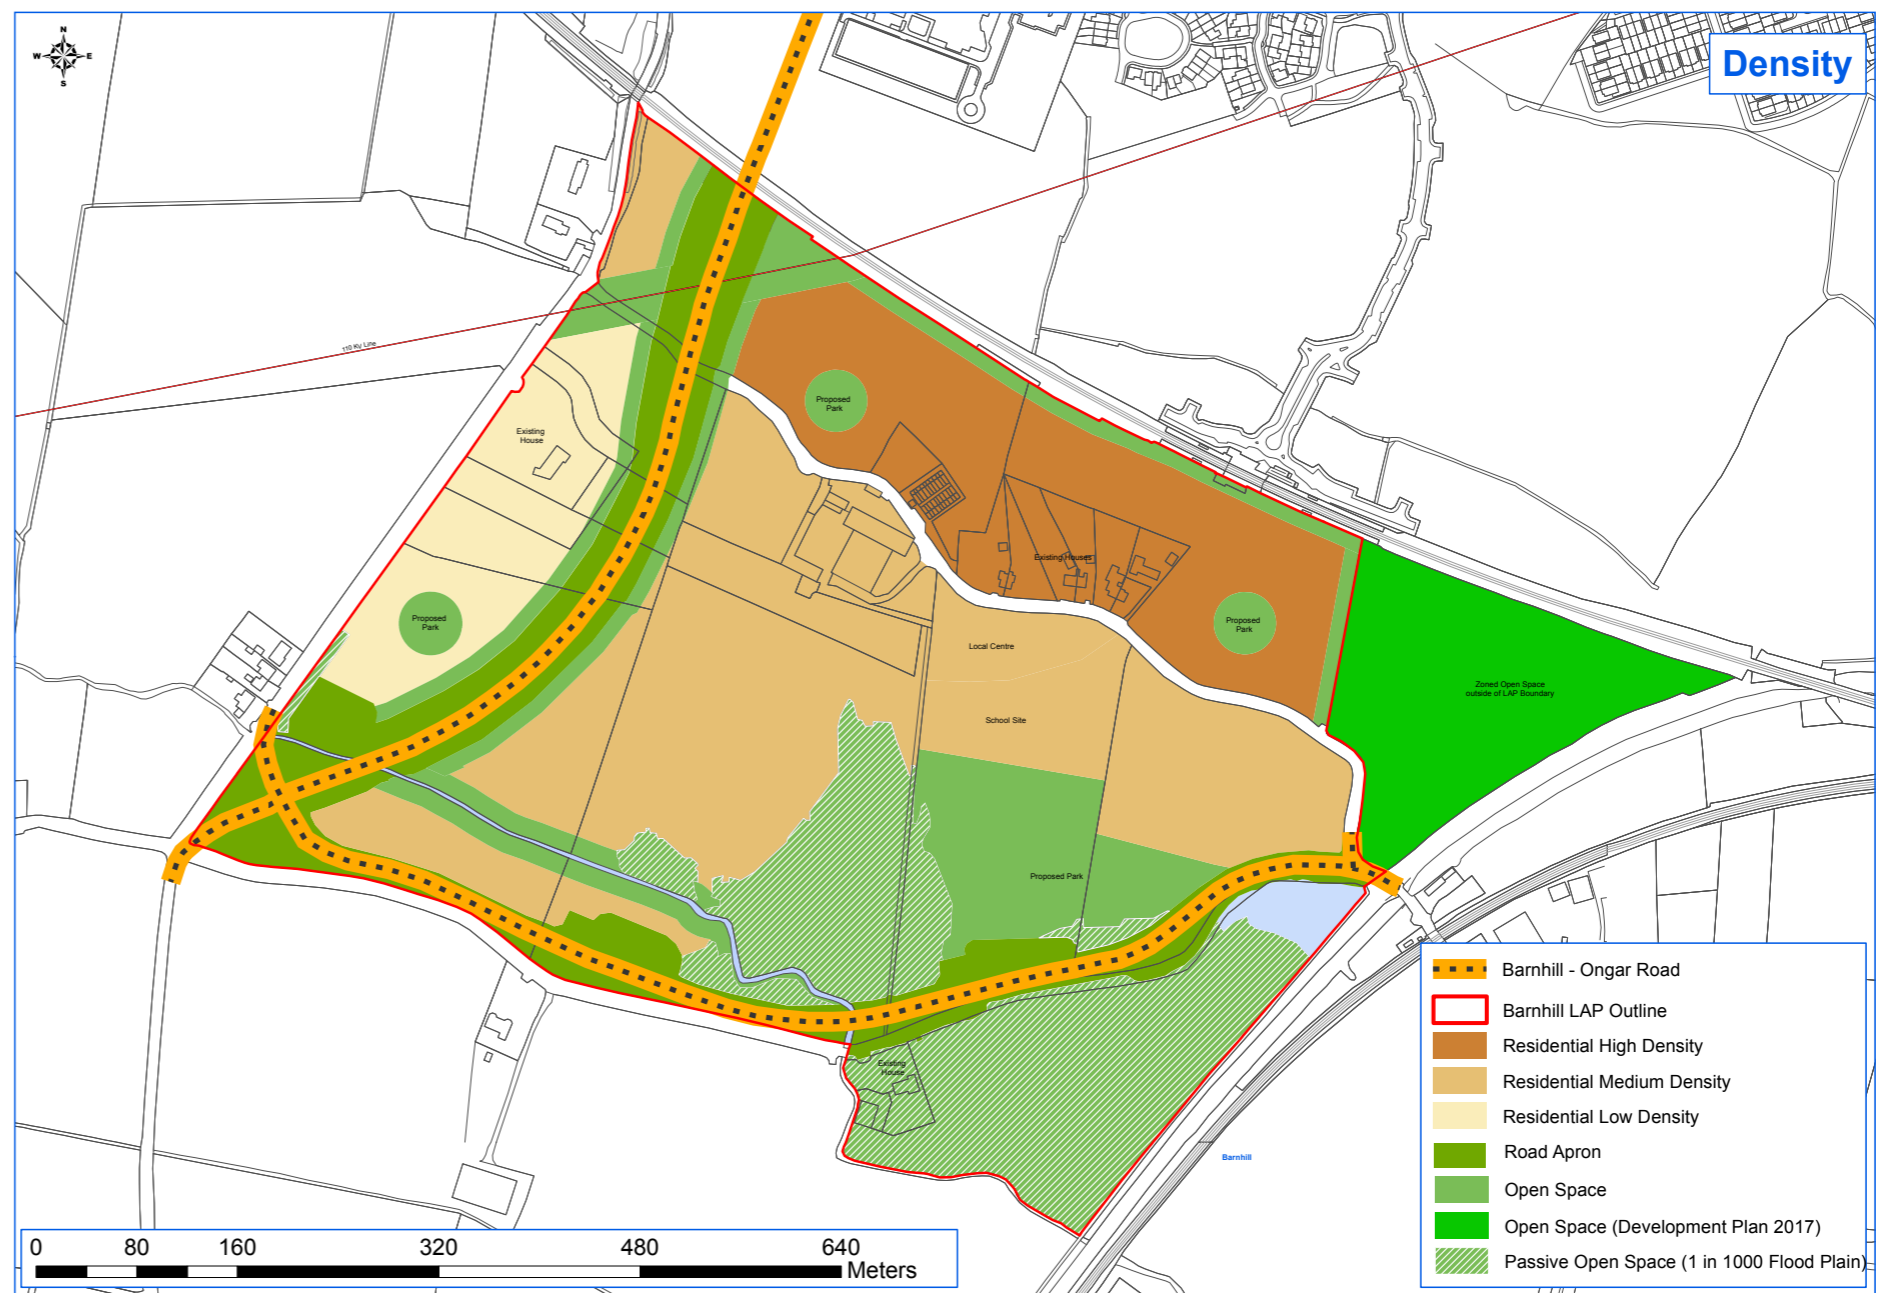 N
W E
S
Density
110 KV Line
Existing
House
Proposed
Park
Existing Houses
Proposed
Park
Proposed
Park
Local Centre
Zoned Open Space
outside of LAP Boundary
School Site
Proposed Park
Existing
House
Barnhill
Barnhill - Ongar Road
Barnhill LAP Outline
Residential High Density
Residential Medium Density
Residential Low Density
Road Apron
Open Space
Open Space (Development Plan 2017)
Passive Open Space (1 in 1000 Flood Plain)
0 80 160 320 480 640
Meters